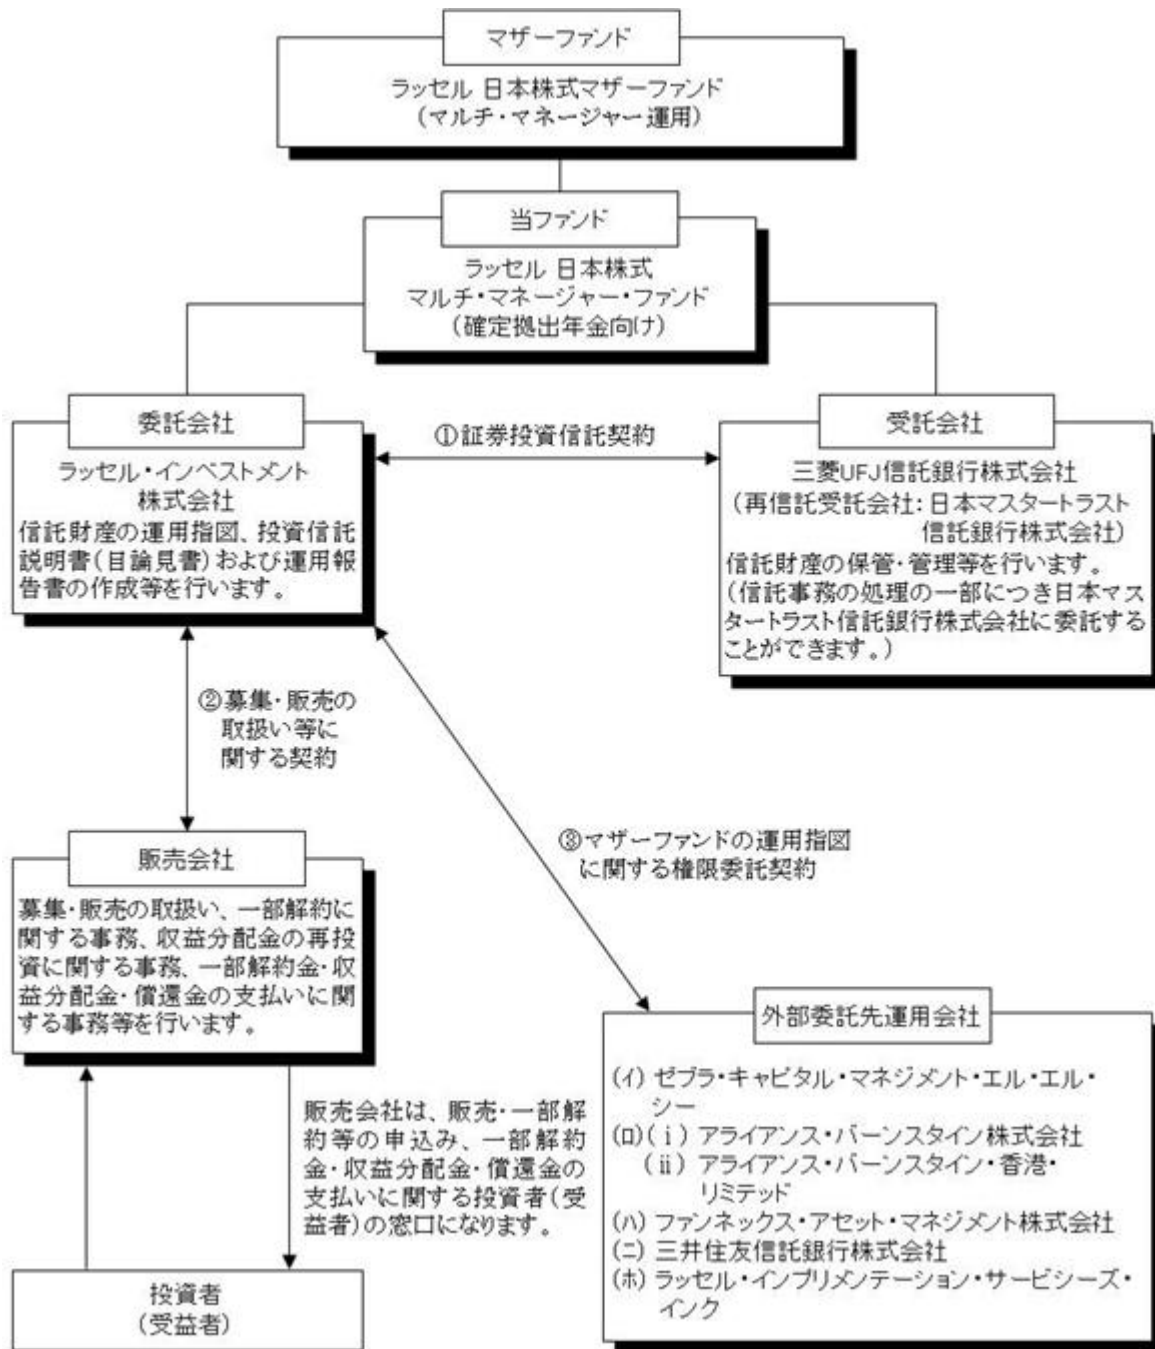 マザーファンド
ラッセル 日本株式マザーファンド
(マルチ・マネージャー運用)
当ファンド
ラッセル 日本株式
マルチ・マネージャー・ファンド
(確定拠出年金向け)
委託会社
ラッセル・インベストメント
株式会社
信託財産の運用指図、投資信託
説明書(目論見書)および運用報
告書の作成等を行います。
①証券投資信託契約
受託会社
三菱UFJ信託銀行株式会社
(再信託受託会社:日本マスタートラスト
信託銀行株式会社)
信託財産の保管・管理等を行います。
(信託事務の処理の一部につき日本マス
タートラスト信託銀行株式会社に委託する
ことができます。)
②募集・販売の
取扱い等に
関する契約
③マザーファンドの運用指図
に関する権限委託契約
販売会社
募集・販売の取扱い、一部解約に
関する事務、収益分配金の再投
資に関する事務、一部解約金・収
益分配金・償還金の支払いに関
する事務等を行います。
販売会社は、販売・一部解
約等の申込み、一部解約
金・収益分配金・償還金の
支払いに関する投資者(受
益者)の窓口になります。
投資者
(受益者)
外部委託先運用会社
(イ) ゼブラ・キャピタル・マネジメント・エル・エル・
シー
(ロ)(ⅰ) アライアンス・バーンスタイン株式会社
(ⅱ) アライアンス・バーンスタイン・香港・
リミテッド
(ハ) ファンネックス・アセット・マネジメント株式会社
(ニ) 三井住友信託銀行株式会社
(ホ) ラッセル・インプリメンテーション・サービシーズ・
インク